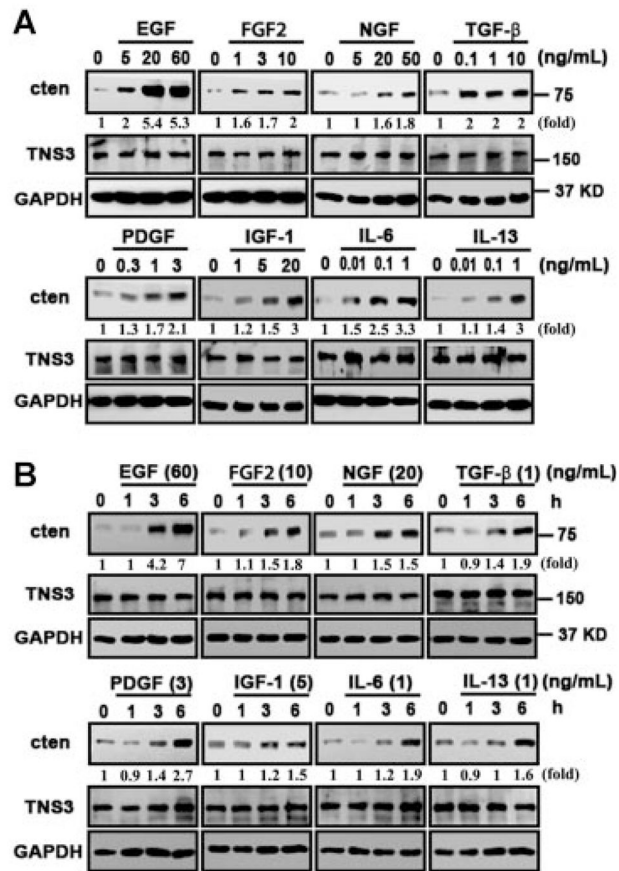 A
EGF FGF2 NGF TGF-β
0 5 20 60 0 1 3 10 0 5 20 50 0 0.1 1 10 (ng/mL)
cten 75
1 2 5.4 5.3 1 1.6 1.7 2 1 1 1.6 1.8 1 2 2 2 (fold)
TNS3 150
GAPDH 37 KD
PDGF IGF-1 IL-6 IL-13
0 0.3 1 3 0 1 5 20 0 0.01 0.1 1 0 0.01 0.1 1 (ng/mL)
cten
1 1.3 1.7 2.1 1 1.2 1.5 3 1 1.5 2.5 3.3 1 1.1 1.4 3 (fold)
TNS3
GAPDH
B
EGF (60) FGF2 (10) NGF (20) TGF-β (1) (ng/mL)
0 1 3 6 0 1 3 6 0 1 3 6 0 1 3 6 h
cten 75
1 1 4.2 7 1 1.1 1.5 1.8 1 1 1.5 1.5 1 0.9 1.4 1.9 (fold)
TNS3 150
GAPDH 37 KD
PDGF (3) IGF-1 (5) IL-6 (1) IL-13 (1) (ng/mL)
0 1 3 6 0 1 3 6 0 1 3 6 0 1 3 6 h
cten
1 0.9 1.4 2.7 1 1 1.2 1.5 1 1 1.2 1.9 1 0.9 1 1.6 (fold)
TNS3
GAPDH